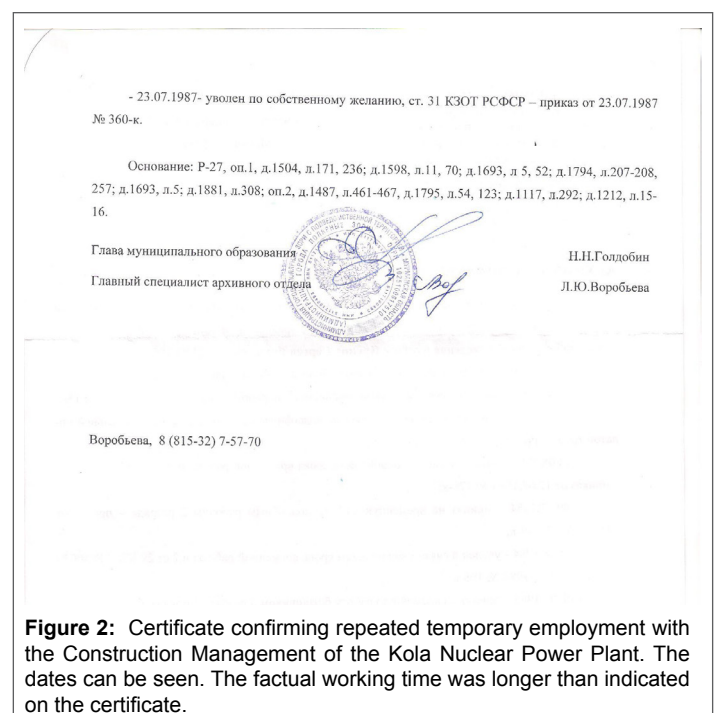 - 23.07.1987- уволен по собственному желанию, ст. 31 КЗОТ РСФСР – приказ от 23.07.1987
№ 360-к.
Основание: Р-27, оп.1, д.1504, л.171, 236; д.1598, л.11, 70; д.1693, л 5, 52; д.1794, л.207-208,
257; д.1693, л.5; д.1881, л.308; оп.2, д.1487, л.461-467, д.1795, л.54, 123; д.1117, л.292; д.1212, л.15-
16.
Глава муниципального образования Н.Н.Голдобин
Главный специалист архивного отдела Л.Ю.Воробьева
Воробьева, 8 (815-32) 7-57-70
Figure 2: Certificate confirming repeated temporary employment with
the Construction Management of the Kola Nuclear Power Plant. The
dates can be seen. The factual working time was longer than indicated
on the certificate.